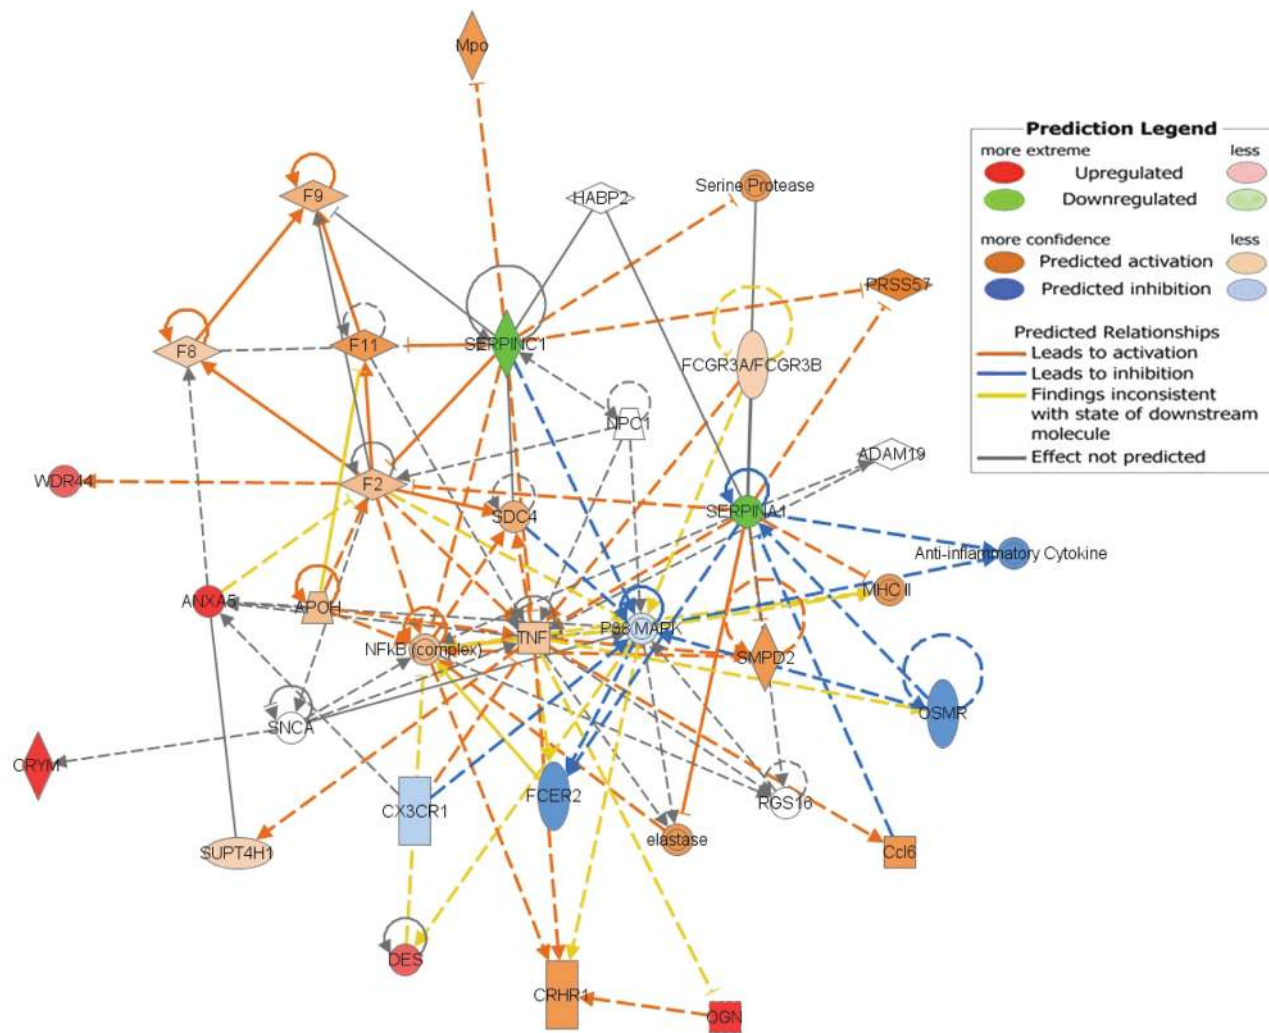 Mpo
Prediction Legend
more extreme
less
Upregulated
Downregulated
more confidence
less
Predicted activation
Predicted inhibition
Predicted Relationships
Leads to activation
Leads to inhibition
Findings inconsistent
with state of downstream
molecule
Effect not predicted
F9
HABP2
Serine Protease
PRSS57
F8
F11
SERPINC1
FCGR3A/FCGR3B
NPC1
ADAM19
WDR44
F2
SDC4
SERPINA1
Anti-inflammatory Cytokine
MHC II
ANXA5
APOH
NFkB (complex)
TNF
P38 MAPK
SMPD2
OSMR
SNCA
CRYM
CX3CR1
FCER2
RGS16
SUPT4H1
elastase
Ccl6
DES
CRHR1
OGN